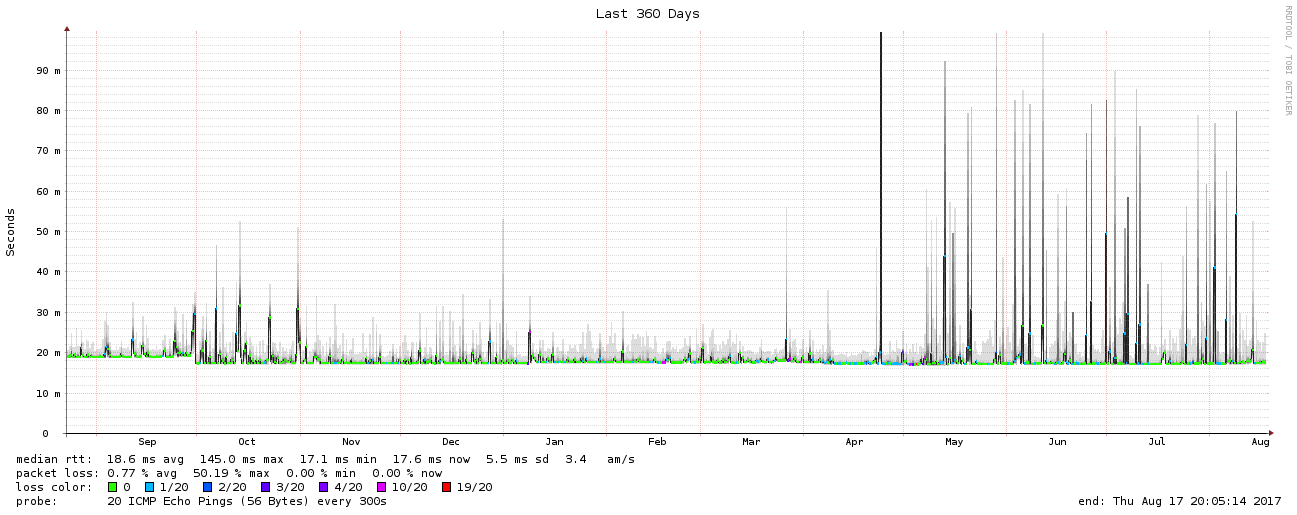 Last 360 Days
RRDTOOL / TOBI OETIKER
Seconds
90 m
80 m
70 m
60 m
50 m
40 m
30 m
20 m
10 m
0
Sep Oct Nov Dec Jan Feb Mar Apr May Jun Jul Aug
median rtt: 18.6 ms avg 145.0 ms max 17.1 ms min 17.6 ms now 5.5 ms sd 3.4 am/s
packet loss: 0.77 % avg 50.19 % max 0.00 % min 0.00 % now
loss color: 0 1/20 2/20 3/20 4/20 10/20 19/20
probe: 20 ICMP Echo Pings (56 Bytes) every 300s end: Thu Aug 17 20:05:14 2017